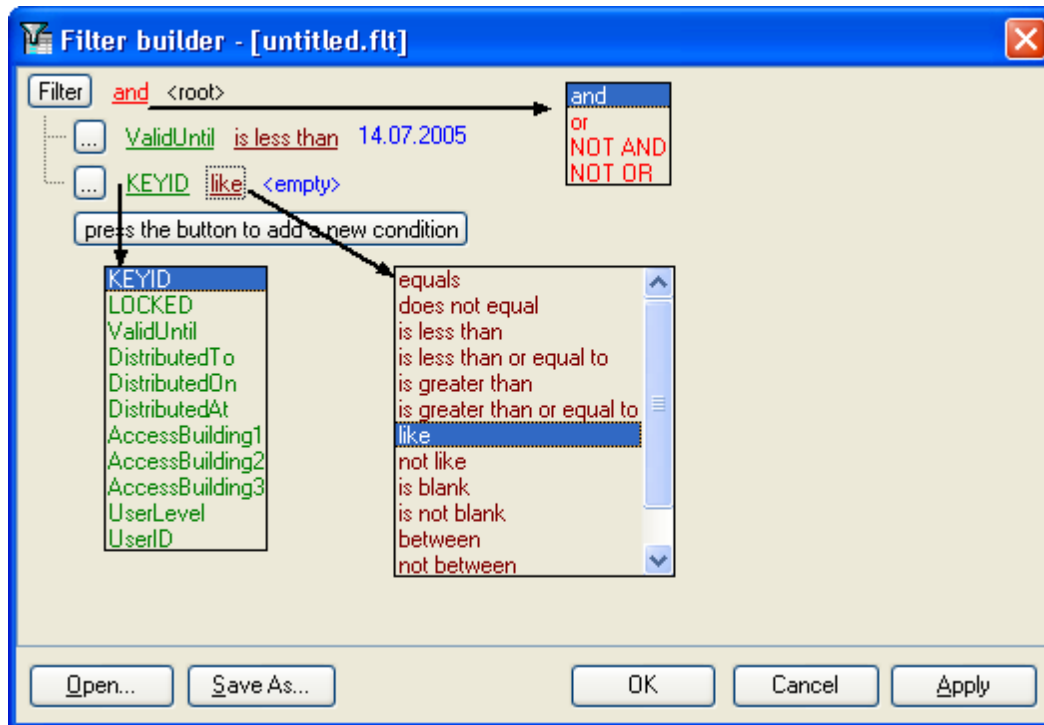 Filter builder - [untitled.flt]
Filter and <root>
... ValidUntil is less than 14.07.2005
... KEYID like <empty>
press the button to add a new condition
and
or
NOT AND
NOT OR
KEYID
LOCKED
ValidUntil
DistributedTo
DistributedOn
DistributedAt
AccessBuilding1
AccessBuilding2
AccessBuilding3
UserLevel
UserID
equals
does not equal
is less than
is less than or equal to
is greater than
is greater than or equal to
like
not like
is blank
is not blank
between
not between
Open... Save As... OK Cancel Apply